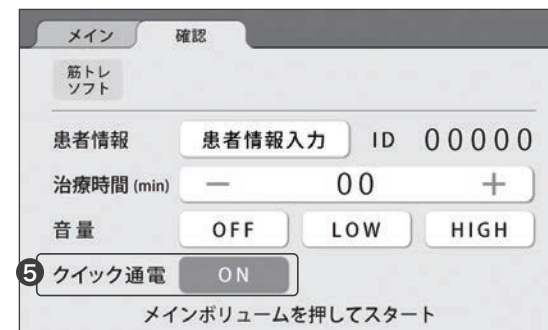 メイン 確認
筋トレ
ソフト
患者情報 患者情報入力 ID 00000
治療時間 (min) － 00 ＋
音量 OFF LOW HIGH
❺ クイック通電 ON
メインボリュームを押してスタート